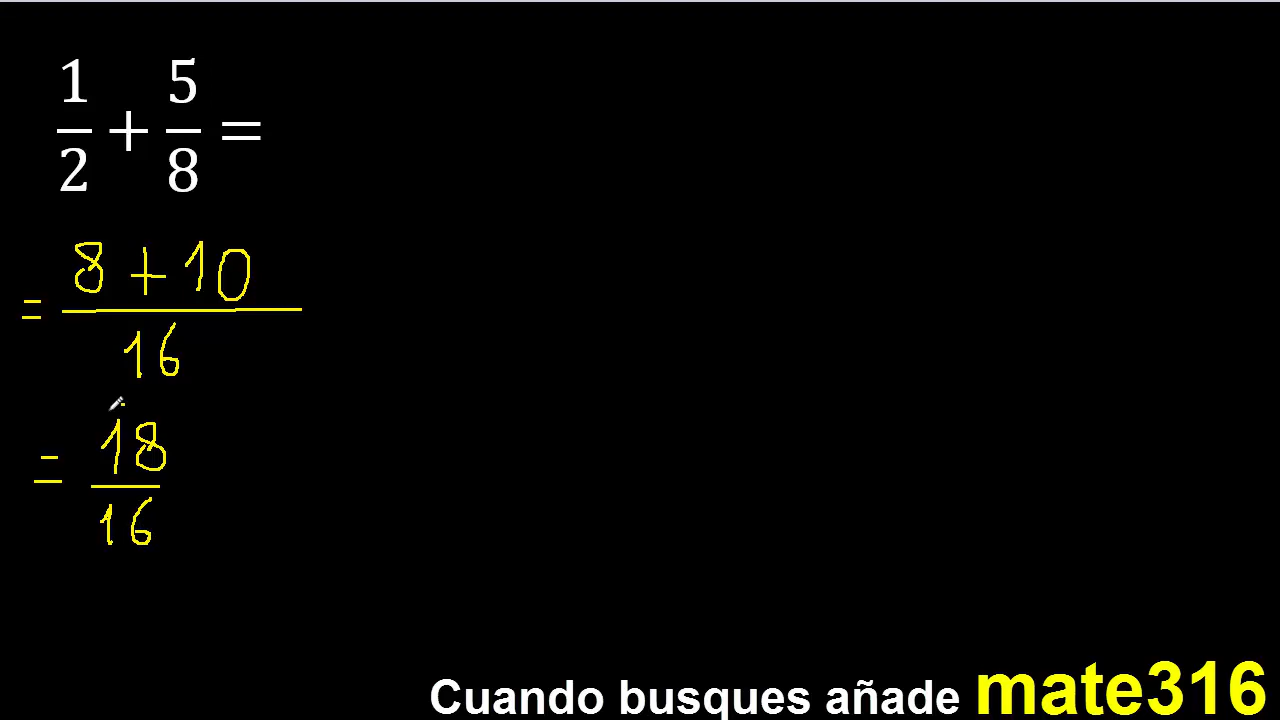 1/2 + 5/8 =
= (8 + 10)/16
= 18/16
Cuando busques añade mate316